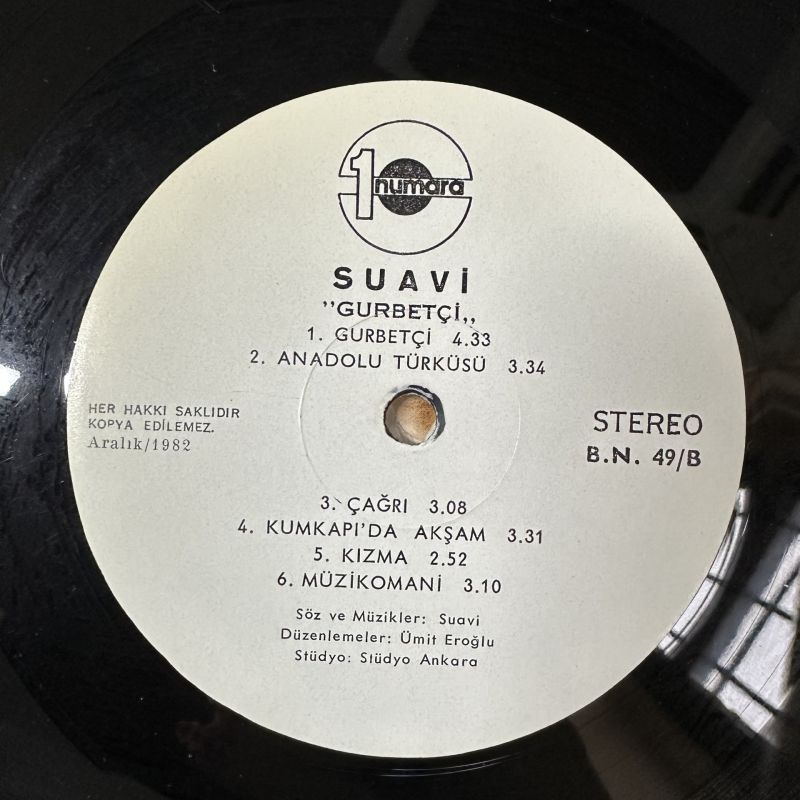 1 numara
SUAVİ
"GURBETÇİ„
1. GURBETÇİ 4.33
2. ANADOLU TÜRKÜSÜ 3.34
HER HAKKI SAKLIDIR
KOPYA EDİLEMEZ.
Aralık/1982
STEREO
B.N. 49/B
3. ÇAĞRI 3.08
4. KUMKAPI'DA AKŞAM 3.31
5. KIZMA 2.52
6. MÜZİKOMANİ 3.10
Söz ve Müzikler: Suavi
Düzenlemeler: Ümit Eroğlu
Stüdyo: Stüdyo Ankara